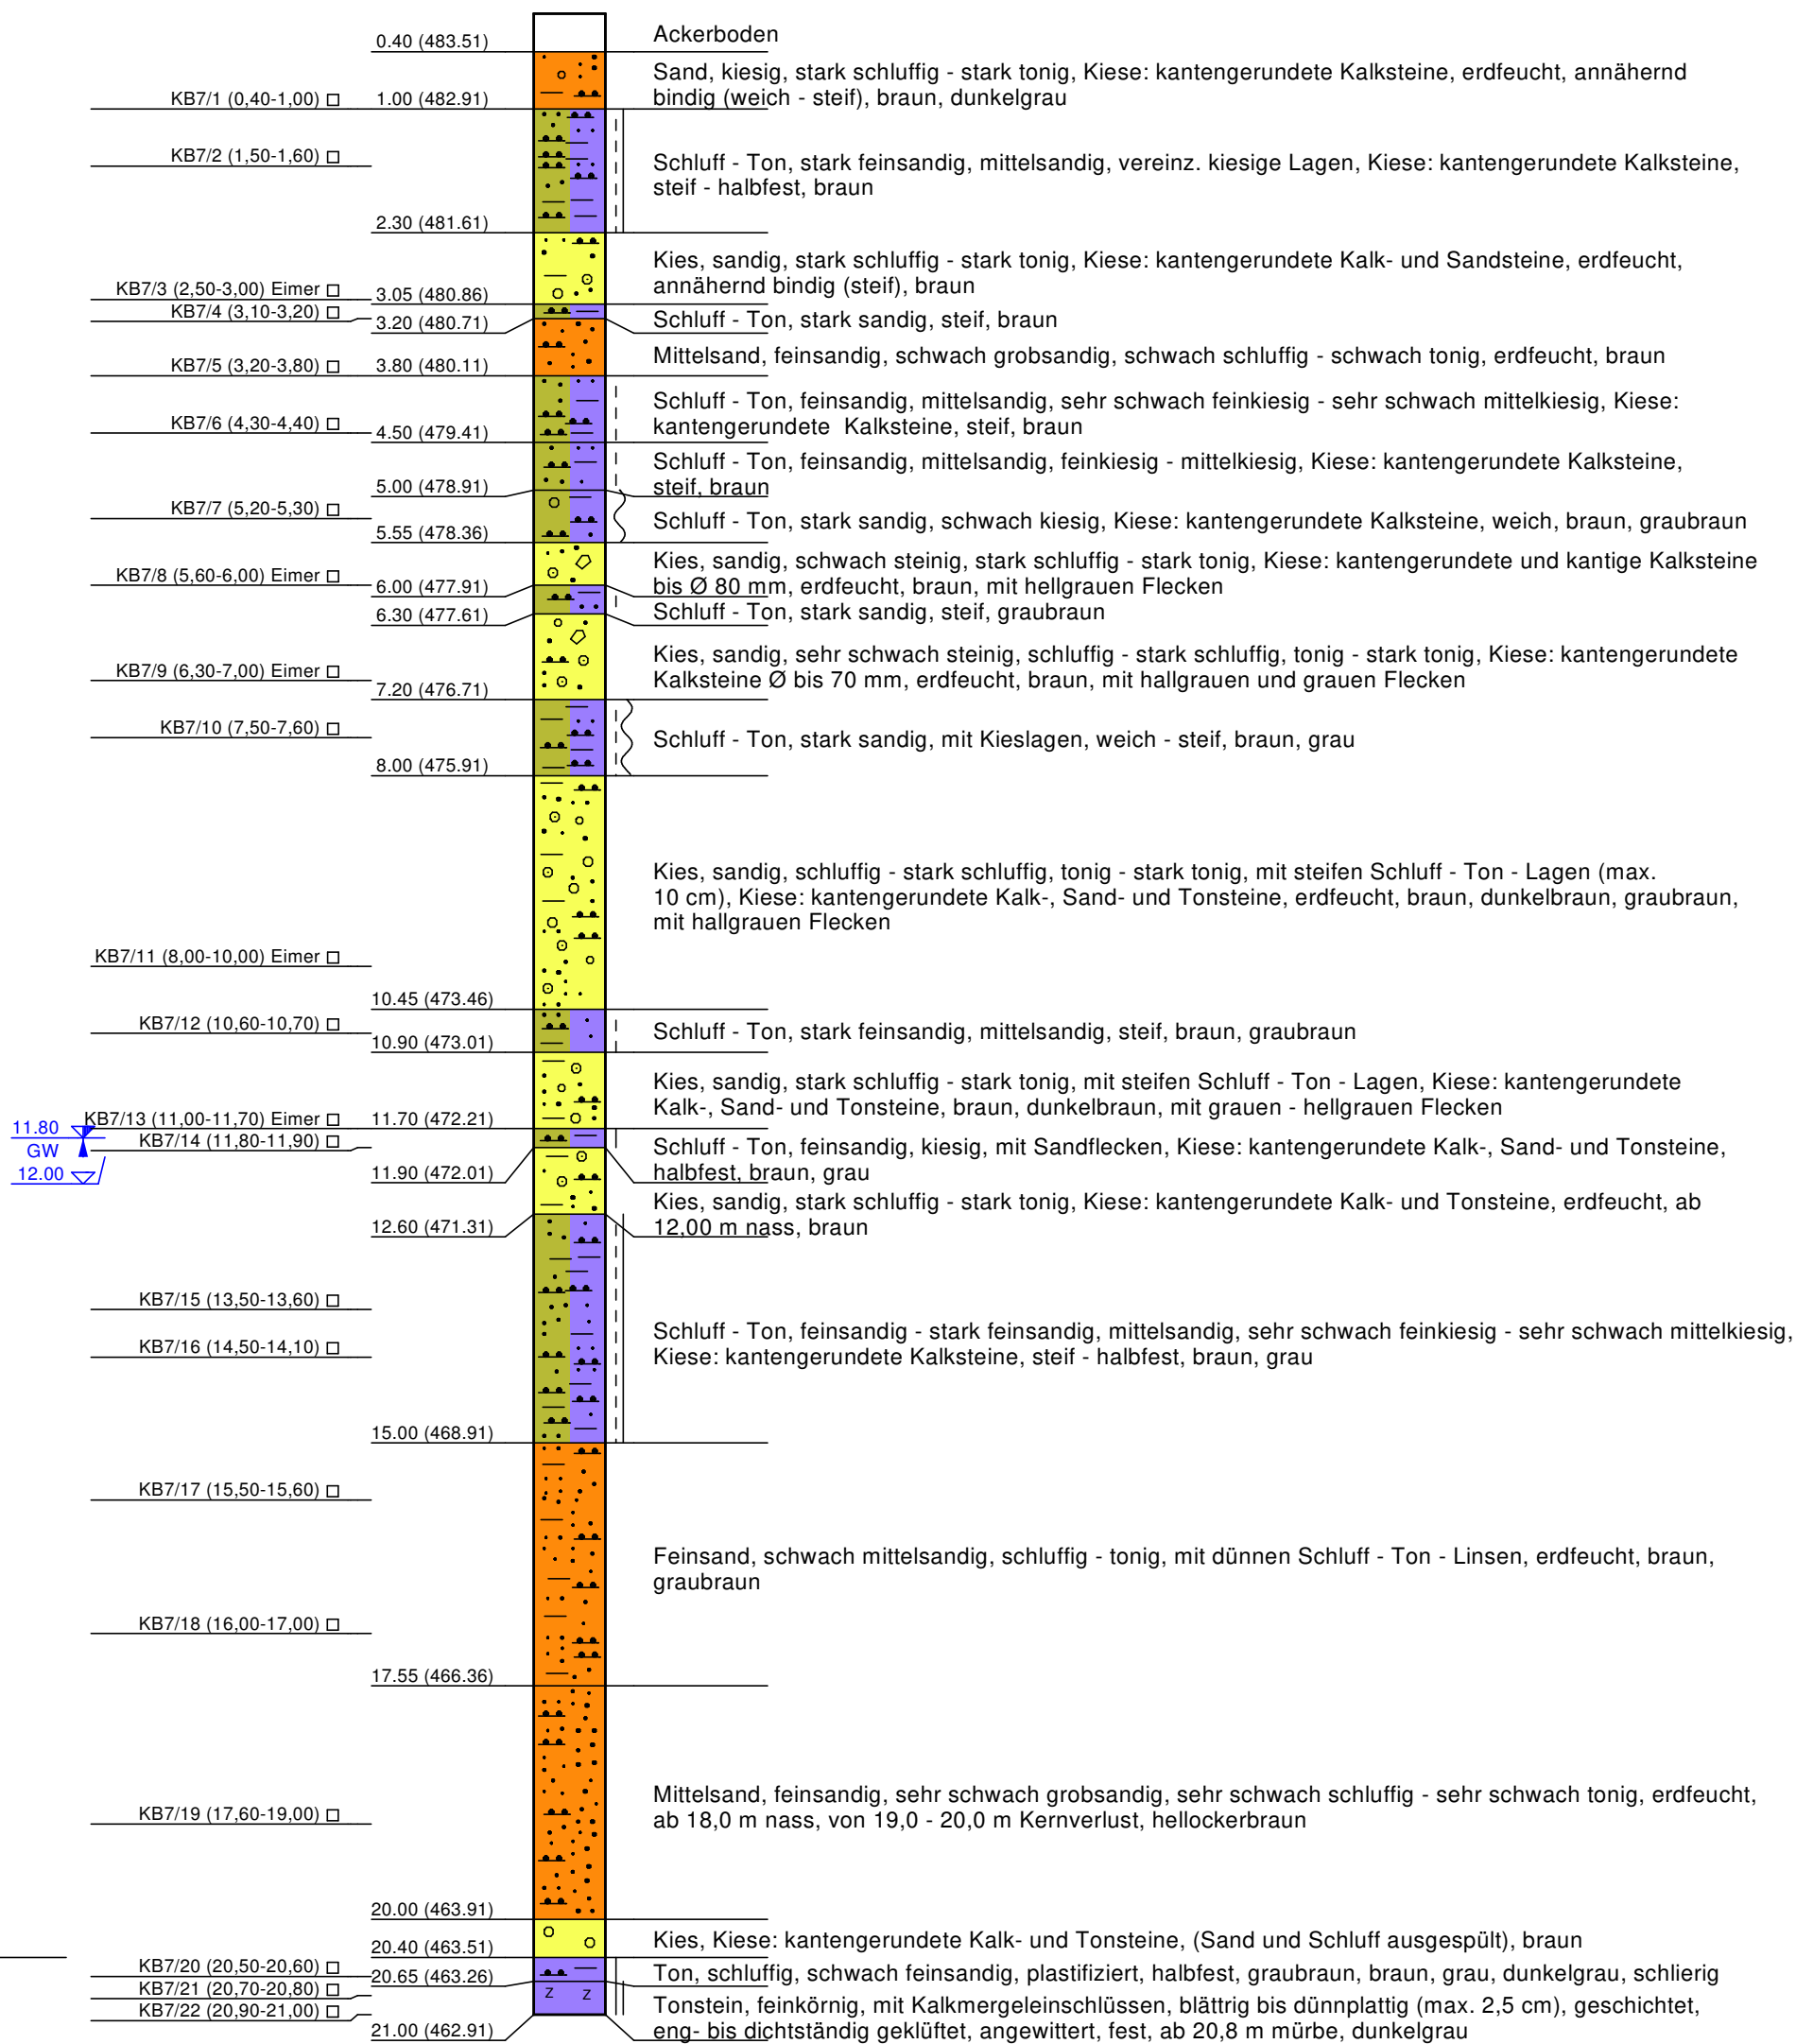 Ackerboden
0.40 (483.51)
Sand, kiesig, stark schluffig - stark tonig, Kiese: kantengerundete Kalksteine, erdfeucht, annähernd
bindig (weich - steif), braun, dunkelgrau
KB7/1 (0,40-1,00)
1.00 (482.91)
KB7/2 (1,50-1,60)
Schluff - Ton, stark feinsandig, mittelsandig, vereinz. kiesige Lagen, Kiese: kantengerundete Kalksteine,
steif - halbfest, braun
2.30 (481.61)
Kies, sandig, stark schluffig - stark tonig, Kiese: kantengerundete Kalk- und Sandsteine, erdfeucht,
annähernd bindig (steif), braun
KB7/3 (2,50-3,00) Eimer
3.05 (480.86)
KB7/4 (3,10-3,20)
3.20 (480.71)
Schluff - Ton, stark sandig, steif, braun
Mittelsand, feinsandig, schwach grobsandig, schwach schluffig - schwach tonig, erdfeucht, braun
KB7/5 (3,20-3,80)
3.80 (480.11)
Schluff - Ton, feinsandig, mittelsandig, sehr schwach feinkiesig - sehr schwach mittelkiesig, Kiese:
kantengerundete  Kalksteine, steif, braun
KB7/6 (4,30-4,40)
4.50 (479.41)
Schluff - Ton, feinsandig, mittelsandig, feinkiesig - mittelkiesig, Kiese: kantengerundete Kalksteine,
steif, braun
5.00 (478.91)
KB7/7 (5,20-5,30)
Schluff - Ton, stark sandig, schwach kiesig, Kiese: kantengerundete Kalksteine, weich, braun, graubraun
5.55 (478.36)
Kies, sandig, schwach steinig, stark schluffig - stark tonig, Kiese: kantengerundete und kantige Kalksteine
bis Ø 80 mm, erdfeucht, braun, mit hellgrauen Flecken
KB7/8 (5,60-6,00) Eimer
6.00 (477.91)
Schluff - Ton, stark sandig, steif, graubraun
6.30 (477.61)
Kies, sandig, sehr schwach steinig, schluffig - stark schluffig, tonig - stark tonig, Kiese: kantengerundete
Kalksteine Ø bis 70 mm, erdfeucht, braun, mit hallgrauen und grauen Flecken
KB7/9 (6,30-7,00) Eimer
7.20 (476.71)
KB7/10 (7,50-7,60)
Schluff - Ton, stark sandig, mit Kieslagen, weich - steif, braun, grau
8.00 (475.91)
Kies, sandig, schluffig - stark schluffig, tonig - stark tonig, mit steifen Schluff - Ton - Lagen (max.
10 cm), Kiese: kantengerundete Kalk-, Sand- und Tonsteine, erdfeucht, braun, dunkelbraun, graubraun,
mit hallgrauen Flecken
KB7/11 (8,00-10,00) Eimer
10.45 (473.46)
KB7/12 (10,60-10,70)
Schluff - Ton, stark feinsandig, mittelsandig, steif, braun, graubraun
10.90 (473.01)
Kies, sandig, stark schluffig - stark tonig, mit steifen Schluff - Ton - Lagen, Kiese: kantengerundete
Kalk-, Sand- und Tonsteine, braun, dunkelbraun, mit grauen - hellgrauen Flecken
KB7/13 (11,00-11,70) Eimer
11.70 (472.21)
11.80
GW
12.00
KB7/14 (11,80-11,90)
Schluff - Ton, feinsandig, kiesig, mit Sandflecken, Kiese: kantengerundete Kalk-, Sand- und Tonsteine,
halbfest, braun, grau
11.90 (472.01)
Kies, sandig, stark schluffig - stark tonig, Kiese: kantengerundete Kalk- und Tonsteine, erdfeucht, ab
12,00 m nass, braun
12.60 (471.31)
KB7/15 (13,50-13,60)
KB7/16 (14,50-14,10)
Schluff - Ton, feinsandig - stark feinsandig, mittelsandig, sehr schwach feinkiesig - sehr schwach mittelkiesig,
Kiese: kantengerundete Kalksteine, steif - halbfest, braun, grau
15.00 (468.91)
KB7/17 (15,50-15,60)
Feinsand, schwach mittelsandig, schluffig - tonig, mit dünnen Schluff - Ton - Linsen, erdfeucht, braun,
graubraun
KB7/18 (16,00-17,00)
17.55 (466.36)
Mittelsand, feinsandig, sehr schwach grobsandig, sehr schwach schluffig - sehr schwach tonig, erdfeucht,
ab 18,0 m nass, von 19,0 - 20,0 m Kernverlust, hellockerbraun
KB7/19 (17,60-19,00)
20.00 (463.91)
Kies, Kiese: kantengerundete Kalk- und Tonsteine, (Sand und Schluff ausgespült), braun
20.40 (463.51)
KB7/20 (20,50-20,60)
20.65 (463.26)
Ton, schluffig, schwach feinsandig, plastifiziert, halbfest, graubraun, braun, grau, dunkelgrau, schlierig
KB7/21 (20,70-20,80)
Z Z
KB7/22 (20,90-21,00)
Tonstein, feinkörnig, mit Kalkmergeleinschlüssen, blättrig bis dünnplattig (max. 2,5 cm), geschichtet,
eng- bis dichtständig geklüftet, angewittert, fest, ab 20,8 m mürbe, dunkelgrau
21.00 (462.91)